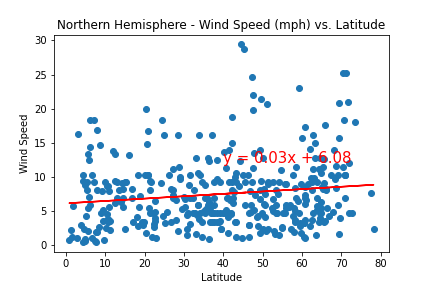 Northern Hemisphere - Wind Speed (mph) vs. Latitude
30
25
20
15
10
5
0
Wind Speed
y = 0.03x + 6.08
0 10 20 30 40 50 60 70 80
Latitude